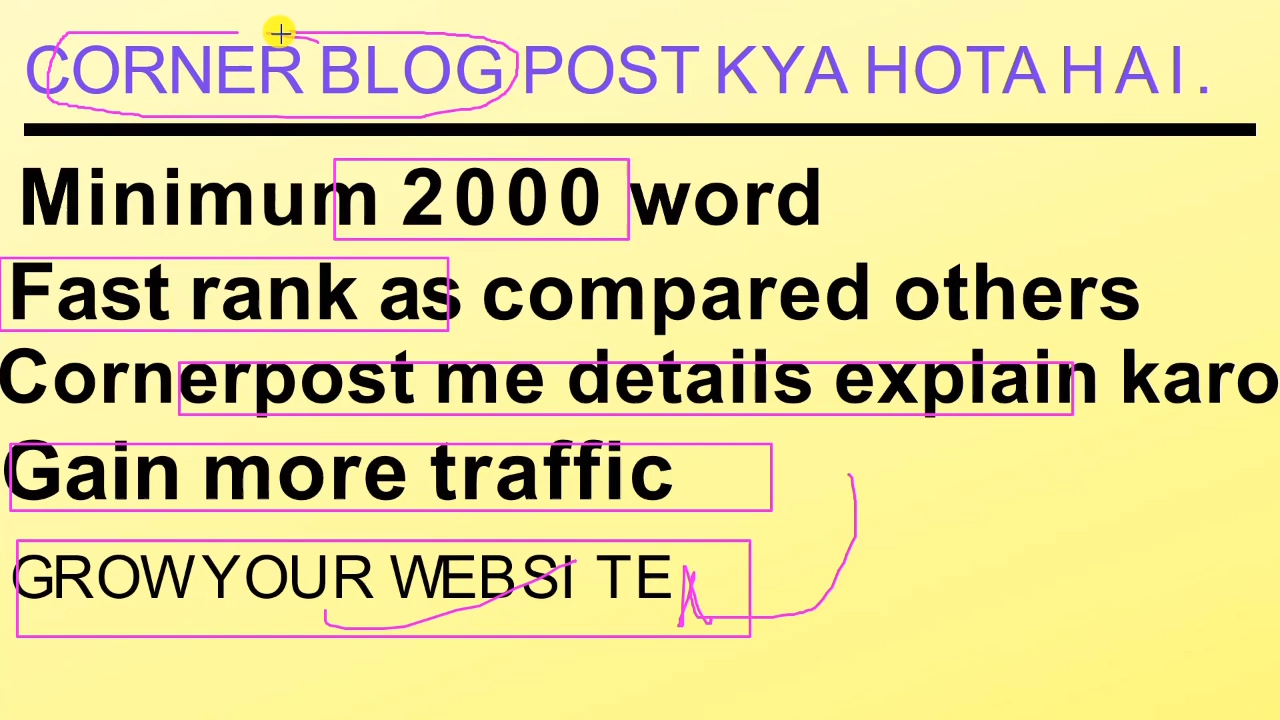 CORNER BLOG POST KYA HOTA HAI.
Minimum 2000 word
Fast rank as compared others
Cornerpost me details explain karo
Gain more traffic
GROW YOUR WEBSITE